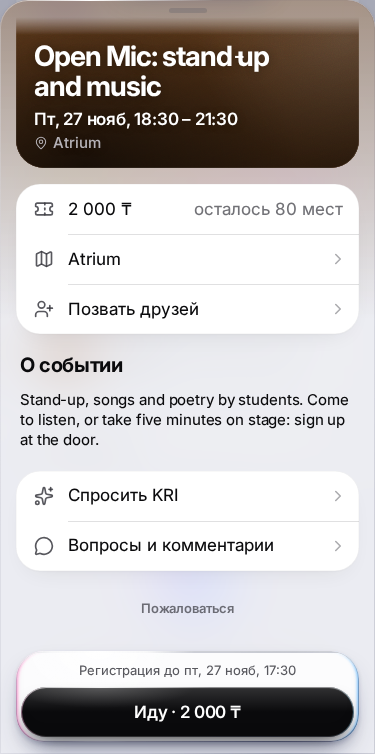 Open Mic: stand-up
and music
Пт, 27 нояб, 18:30 – 21:30
Atrium
2 000 ₸
осталось 80 мест
Atrium
Позвать друзей
О событии
Stand-up, songs and poetry by students. Come
to listen, or take five minutes on stage: sign up
at the door.
Спросить KRI
Вопросы и комментарии
Пожаловаться
Регистрация до пт, 27 нояб, 17:30
Иду · 2 000 ₸